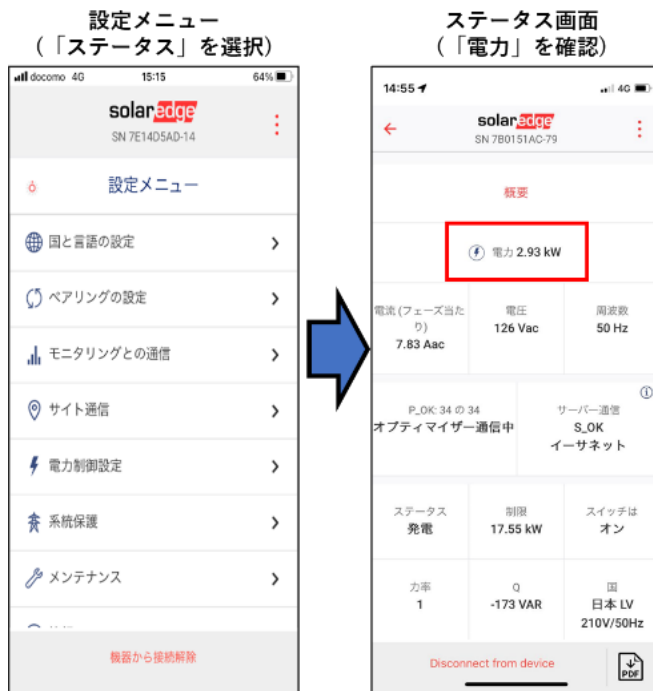 設定メニュー
（「ステータス」を選択）
docomo 4G 15:15 64%
solaredge
SN 7E14D5AD-14
設定メニュー
国と言語の設定
ペアリングの設定
モニタリングとの通信
サイト通信
電力制御設定
系統保護
メンテナンス
機器から接続解除
ステータス画面
（「電力」を確認）
14:55 4G
solaredge
SN 7B0151AC-79
概要
電力 2.93 kW
電流 (フェーズ当た
り)
7.83 Aac
電圧
126 Vac
周波数
50 Hz
P_OK: 34 の 34
オプティマイザー通信中
サーバー通信
S_OK
イーサネット
ステータス
発電
制限
17.55 kW
スイッチは
オン
力率
1
Q
-173 VAR
国
日本 LV
210V/50Hz
Disconnect from device
PDF